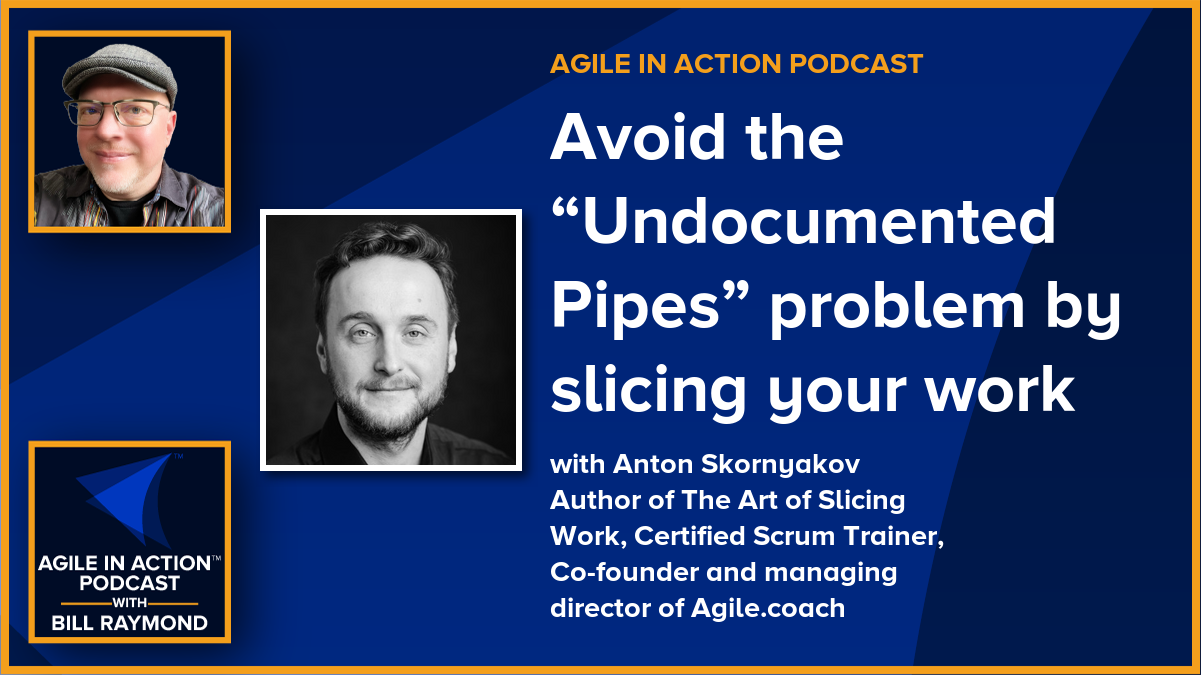 AGILE IN ACTION PODCAST
Avoid the
“Undocumented
Pipes” problem by
slicing your work
with Anton Skornyakov
Author of The Art of Slicing
Work, Certified Scrum Trainer,
Co-founder and managing
director of Agile.coach
TM
AGILE IN ACTION™
PODCAST
WITH
BILL RAYMOND